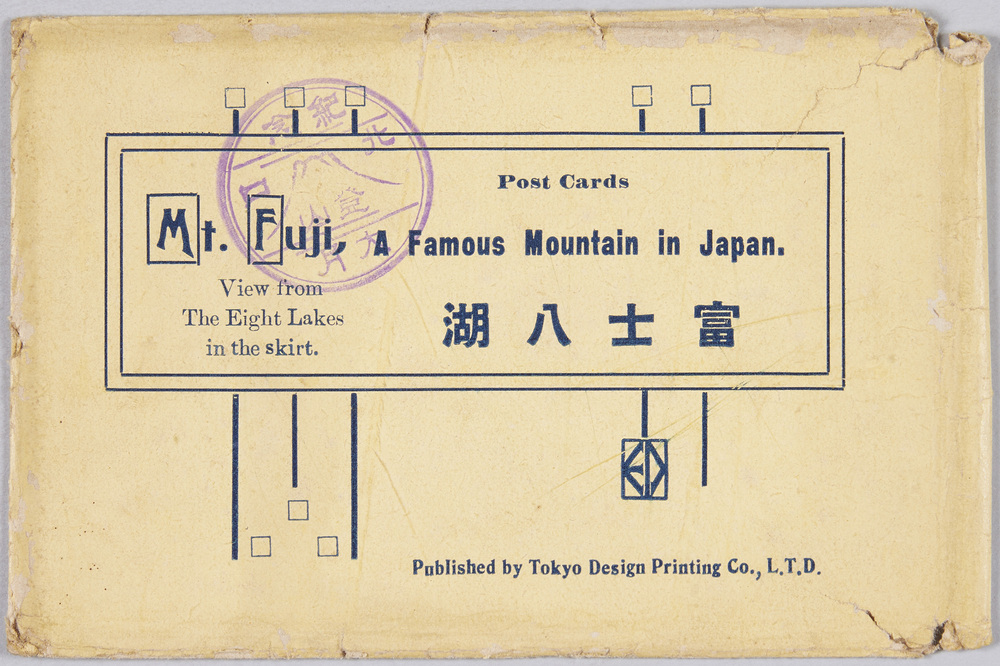 Post Cards
Mt. Fuji, A Famous Mountain in Japan.
View from
The Eight Lakes
in the skirt.
湖八士富
Published by Tokyo Design Printing Co., L.T.D.